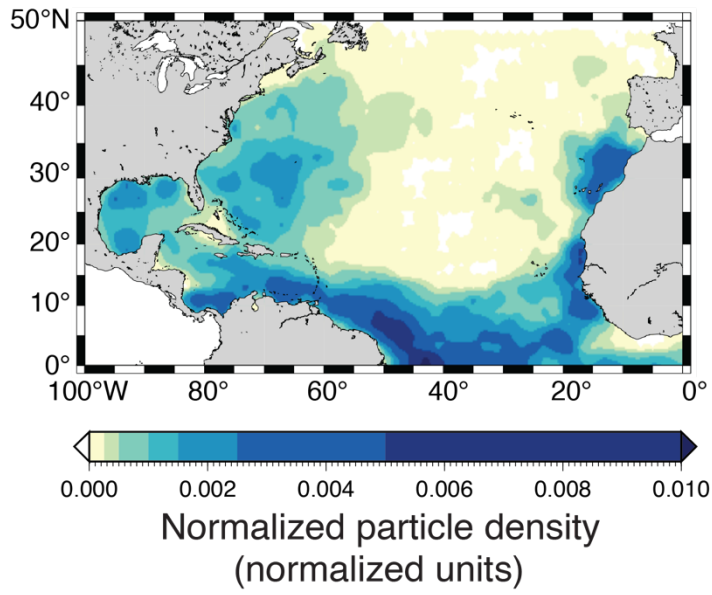 50°N
40°
30°
20°
10°
0°
100°W 80° 60° 40° 20° 0°
0.000 0.002 0.004 0.006 0.008 0.010
Normalized particle density
(normalized units)